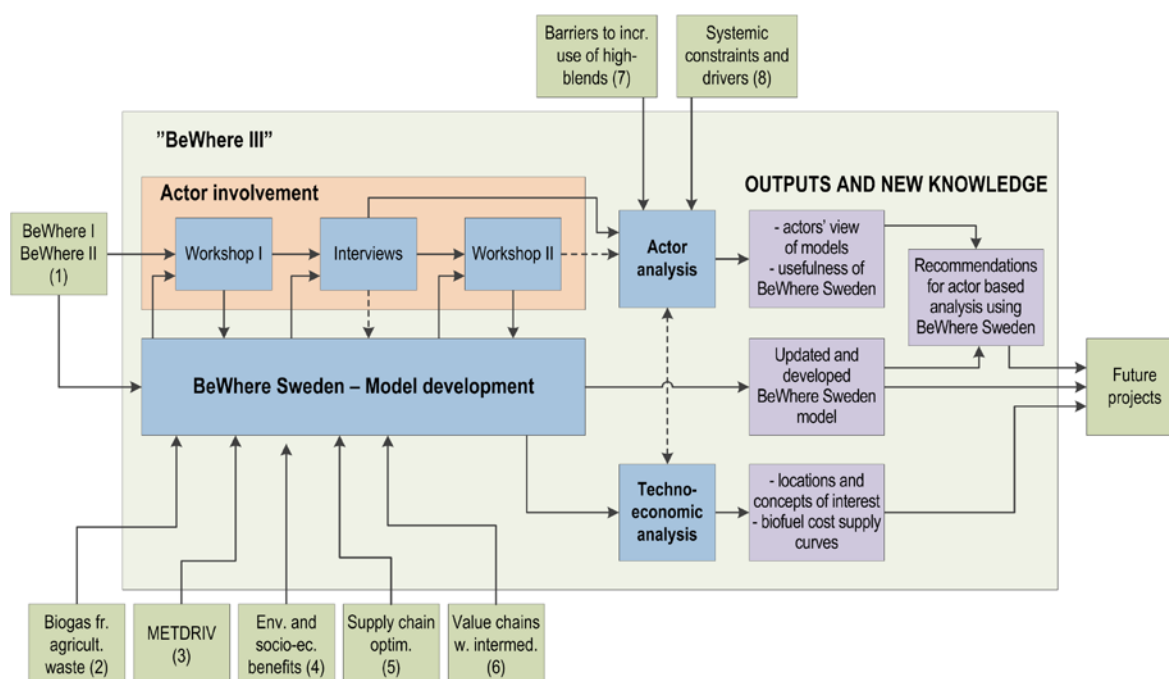 Barriers to incr.
use of high-
blends (7)
Systemic
constraints and
drivers (8)
”BeWhere III”
Actor involvement
OUTPUTS AND NEW KNOWLEDGE
BeWhere I
BeWhere II
(1)
Workshop I
Interviews
Workshop II
Actor
analysis
- actors’ view
of models
- usefulness of
BeWhere Sweden
Recommendations
for actor based
analysis using
BeWhere Sweden
BeWhere Sweden – Model development
Updated and
developed
BeWhere Sweden
model
Future
projects
Techno-
economic
analysis
- locations and
concepts of interest
- biofuel cost supply
curves
Biogas fr.
agricult.
waste (2)
METDRIV
(3)
Env. and
socio-ec.
benefits (4)
Supply chain
optim.
(5)
Value chains
w. intermed.
(6)